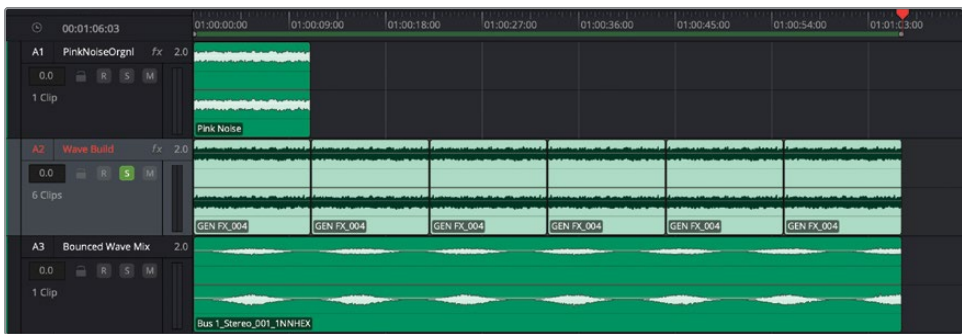 00:01:06:03
01:00:00:00 01:00:09:00 01:00:18:00 01:00:27:00 01:00:36:00 01:00:45:00 01:00:54:00 01:01:03:00
A1 PinkNoiseOrgnl fx 2.0
0.0 R S M
1 Clip
Pink Noise
A2 Wave Build fx 2.0
0.0 R S M
6 Clips
GEN FX_004 GEN FX_004 GEN FX_004 GEN FX_004 GEN FX_004 GEN FX_004
A3 Bounced Wave Mix 2.0
0.0 R S M
1 Clip
Bus 1_Stereo_001_1NNHEX